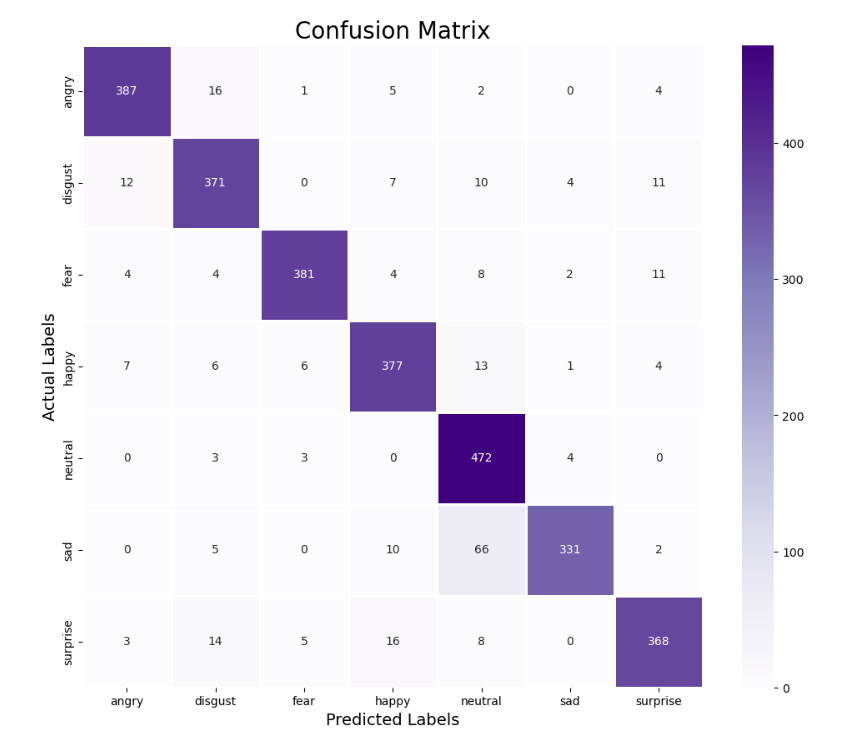 Confusion Matrix
angry 387 16 1 5 2 0 4
disgust 12 371 0 7 10 4 11
fear 4 4 381 4 8 2 11
happy 7 6 6 377 13 1 4
neutral 0 3 3 0 472 4 0
sad 0 5 0 10 66 331 2
surprise 3 14 5 16 8 0 368
angry disgust fear happy neutral sad surprise
Predicted Labels
Actual Labels
400
300
200
100
0